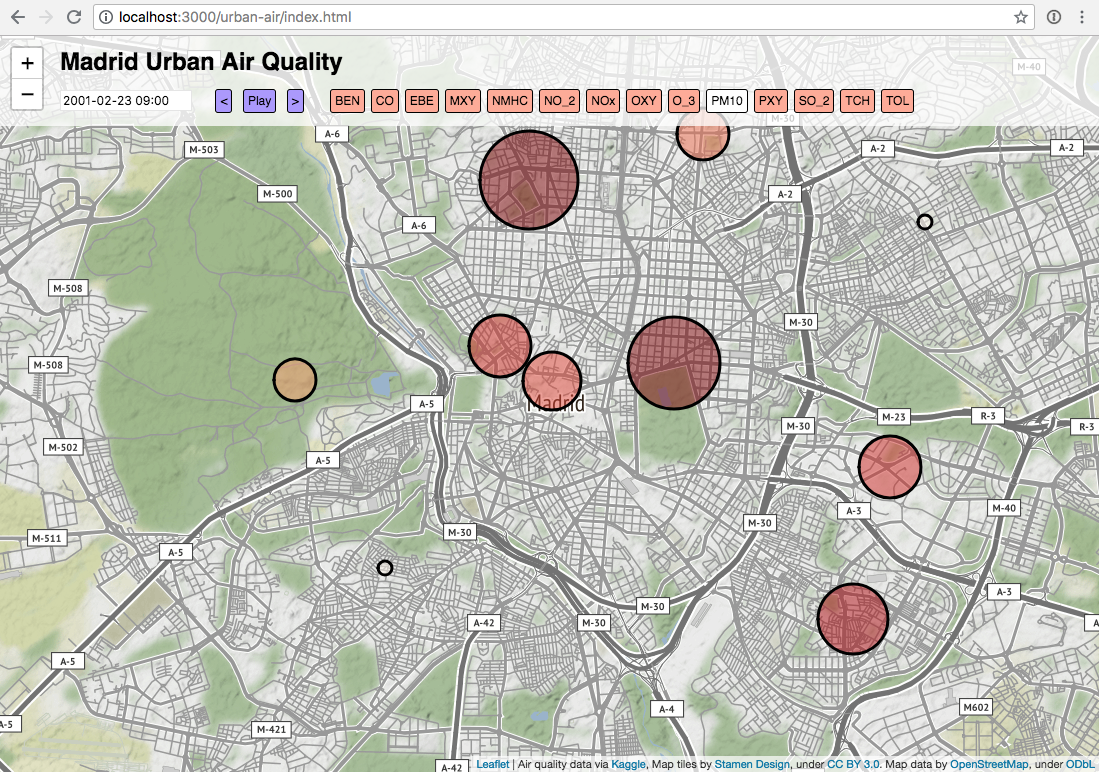 localhost:3000/urban-air/index.html
+
Madrid Urban Air Quality
M-40
−
2001-02-23 09:00
< Play >
BEN CO EBE MXY NMHC NO_2 NOx OXY O_3 PM10 PXY SO_2 TCH TOL
M-30
A-6
M-503
A-2
A-2
M-500
A-2
A-6
M-508
M-30
M-508
A-5
Madrid
M-23
R-3
M-30
R-3
M-502
A-5
M-40
A-3
M-30
M-30
M-511
A-5
A-3
M-30
A-42
M-30
A-5
M602
A-4
A-5
M-421
A-42
Leaflet | Air quality data via Kaggle, Map tiles by Stamen Design, under CC BY 3.0. Map data by OpenStreetMap, under ODbL